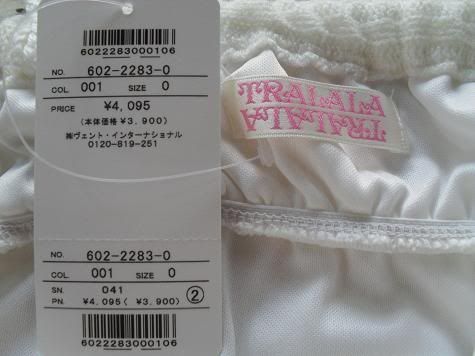 6022283000106
NO. 602-2283-0
COL 001 SIZE 0
PRICE ¥4,095
(本体価格¥3,900)
㈱ヴェント・インターナショナル
0120-819-251
TRALALA
TRALALA
NO. 602-2283-0
COL 001 SIZE 0
SN. 041
PN. ¥4,095( ¥3,900) ②
6022283000106